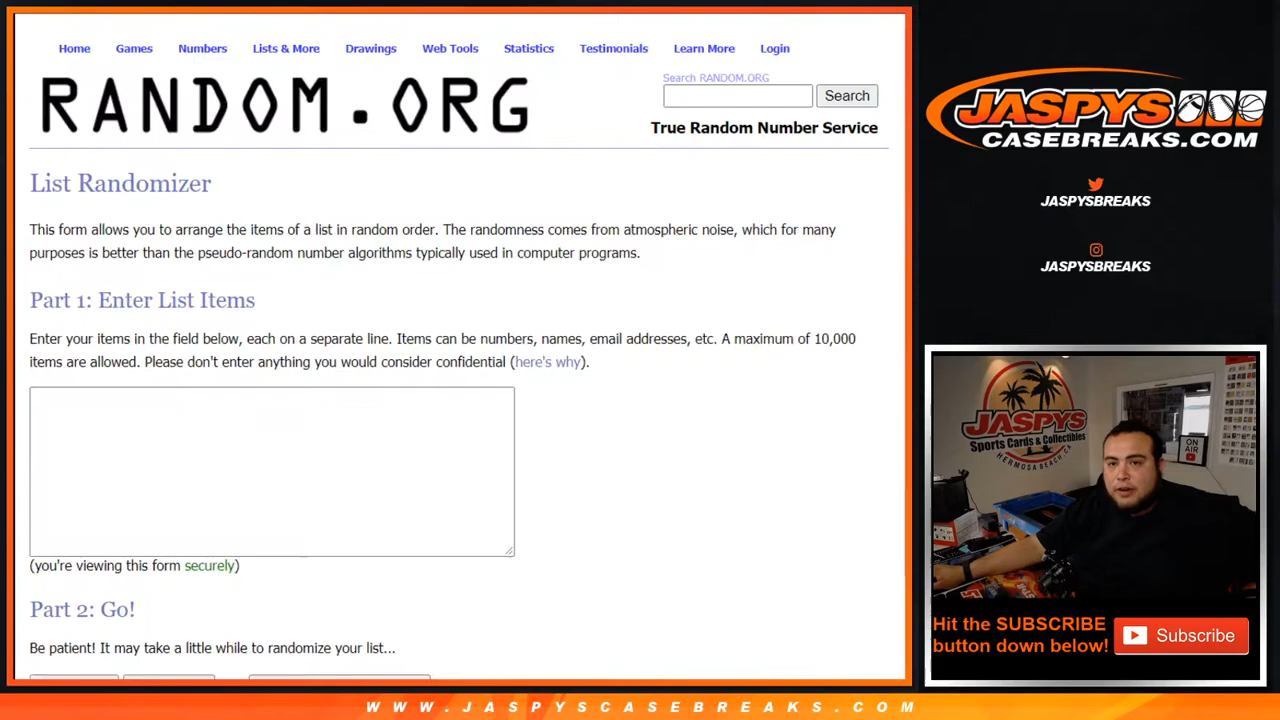 Home Games Numbers Lists & More Drawings Web Tools Statistics Testimonials Learn More Login
RANDOM.ORG
Search RANDOM.ORG
Search
True Random Number Service
List Randomizer
This form allows you to arrange the items of a list in random order. The randomness comes from atmospheric noise, which for many
purposes is better than the pseudo-random number algorithms typically used in computer programs.
Part 1: Enter List Items
Enter your items in the field below, each on a separate line. Items can be numbers, names, email addresses, etc. A maximum of 10,000
items are allowed. Please don't enter anything you would consider confidential (here's why).
(you're viewing this form securely)
Part 2: Go!
Be patient! It may take a little while to randomize your list...
JASPYS
CASEBREAKS.COM
JASPYSBREAKS
JASPYSBREAKS
JASPYS
Sports Cards & Collectibles
HERMOSA BEACH, CA
ON
AIR
Hit the SUBSCRIBE
button down below!
Subscribe
WWW.JASPYSCASEBREAKS.COM